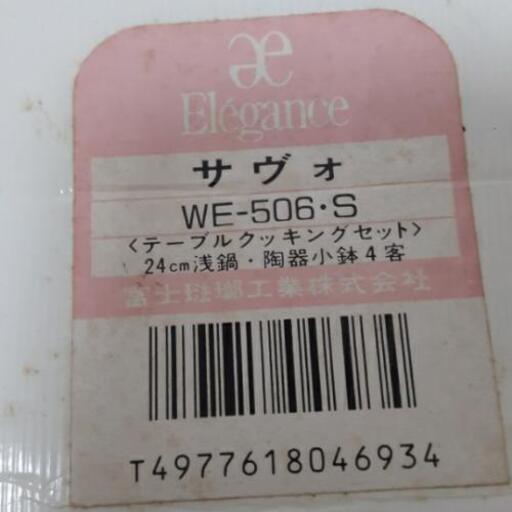 æ
Elégance
サヴォ
WE-506・S
〈テーブルクッキングセット〉
24cm浅鍋・陶器小鉢4客
富士琺瑯工業株式会社
T4977618046934